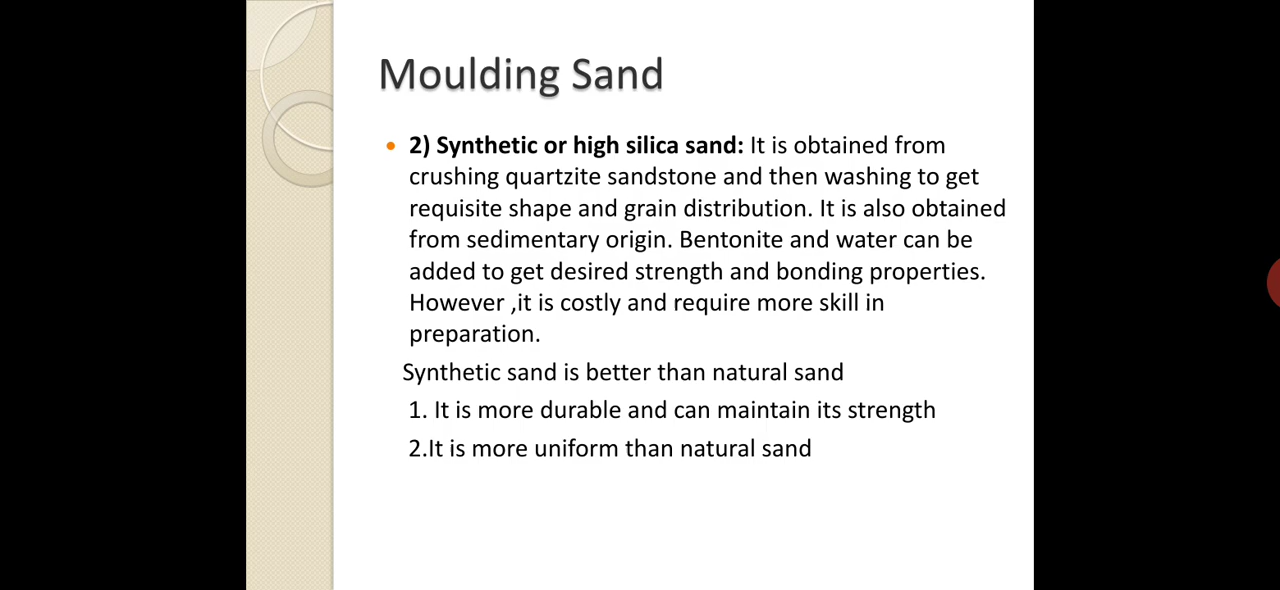 Moulding Sand
• 2) Synthetic or high silica sand: It is obtained from
crushing quartzite sandstone and then washing to get
requisite shape and grain distribution. It is also obtained
from sedimentary origin. Bentonite and water can be
added to get desired strength and bonding properties.
However ,it is costly and require more skill in
preparation.
Synthetic sand is better than natural sand
1. It is more durable and can maintain its strength
2.It is more uniform than natural sand